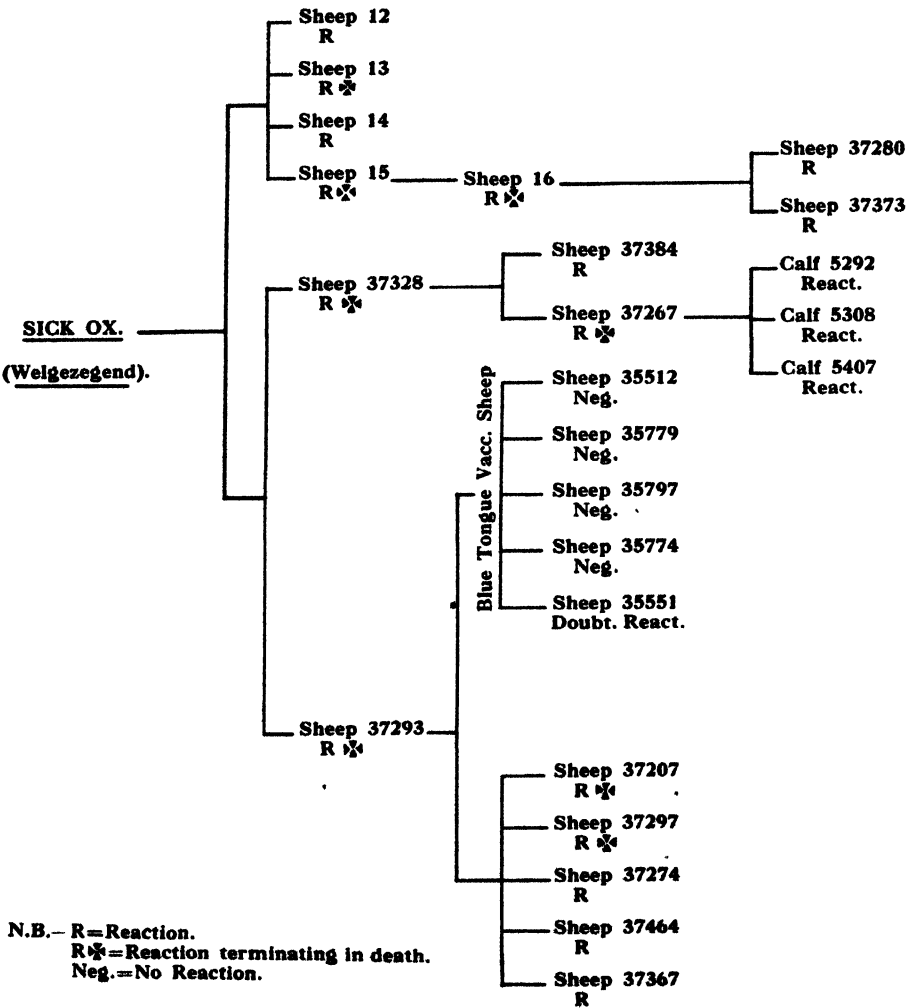 Sheep 12
R
Sheep 13
R ✠
Sheep 14
R
Sheep 15
R ✠
Sheep 16
R ✠
Sheep 37280
R
Sheep 37373
R
SICK OX.
(Welgezegend).
Sheep 37328
R ✠
Sheep 37384
R
Sheep 37267
R ✠
Calf 5292
React.
Calf 5308
React.
Calf 5407
React.
Blue Tongue Vacc. Sheep
Sheep 35512
Neg.
Sheep 35779
Neg.
Sheep 35797
Neg.
Sheep 35774
Neg.
Sheep 35551
Doubt. React.
Sheep 37293
R ✠
Sheep 37207
R ✠
Sheep 37297
R ✠
Sheep 37274
R
Sheep 37464
R
Sheep 37367
R
N.B.— R=Reaction.
R✠=Reaction terminating in death.
Neg.=No Reaction.